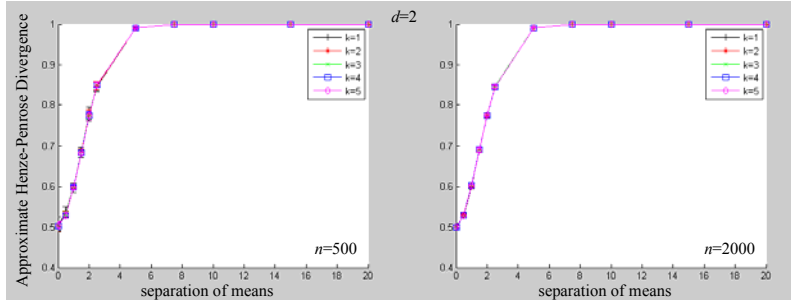 d=2
Approximate Henze-Penrose Divergence
1
0.9
0.8
0.7
0.6
0.5
0.4
0 2 4 6 8 10 12 14 16 18 20
k=1
k=2
k=3
k=4
k=5
n=500
separation of means
1
0.9
0.8
0.7
0.6
0.5
0.4
0 2 4 6 8 10 12 14 16 18 20
k=1
k=2
k=3
k=4
k=5
n=2000
separation of means